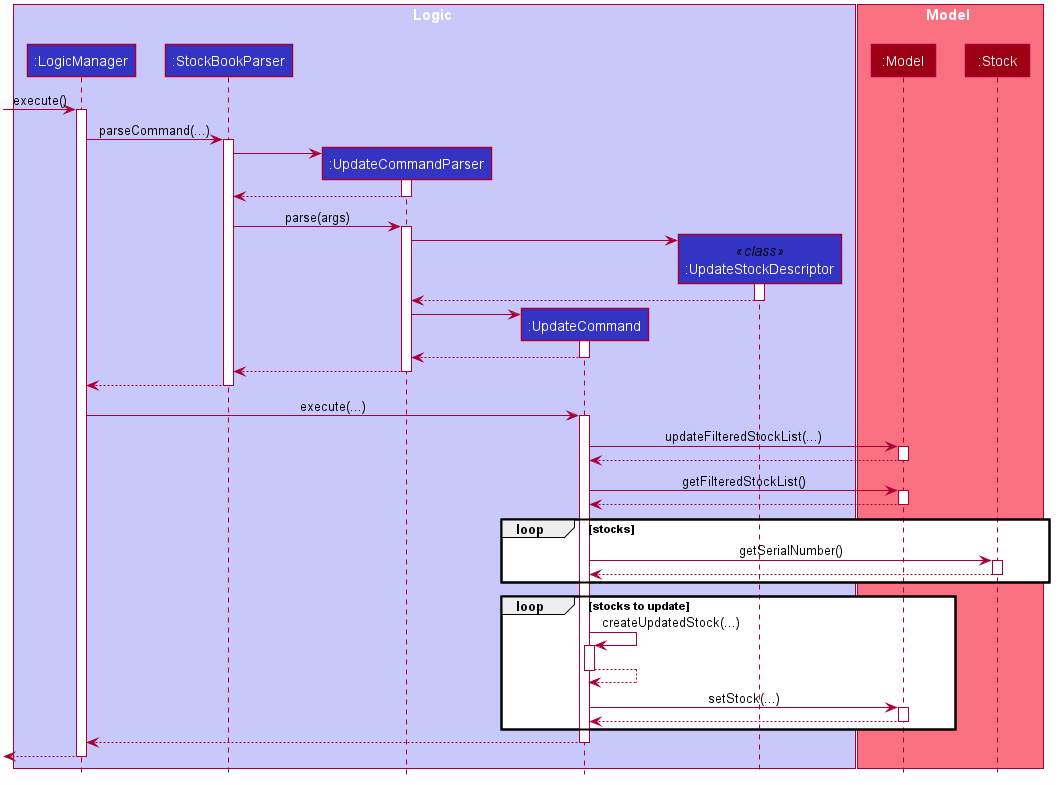 Logic
Model
:LogicManager
:StockBookParser
:Model
:Stock
execute()
parseCommand(...)
:UpdateCommandParser
parse(args)
«class»
:UpdateStockDescriptor
:UpdateCommand
execute(...)
updateFilteredStockList(...)
getFilteredStockList()
loop
[stocks]
getSerialNumber()
loop
[stocks to update]
createUpdatedStock(...)
setStock(...)